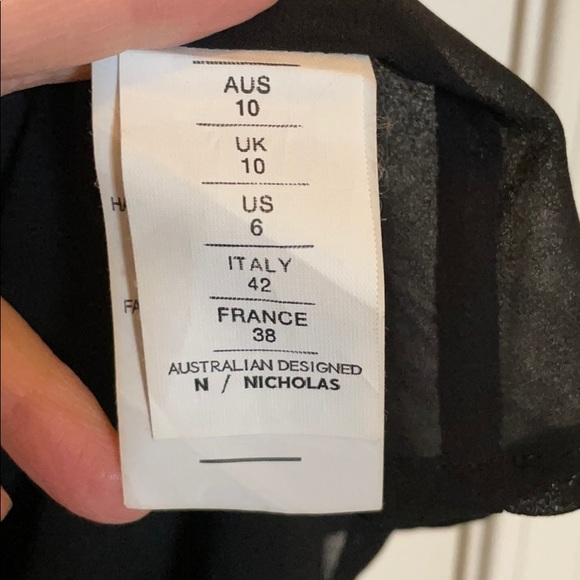 AUS
10
UK
10
US
6
ITALY
42
FRANCE
38
AUSTRALIAN DESIGNED
N / NICHOLAS